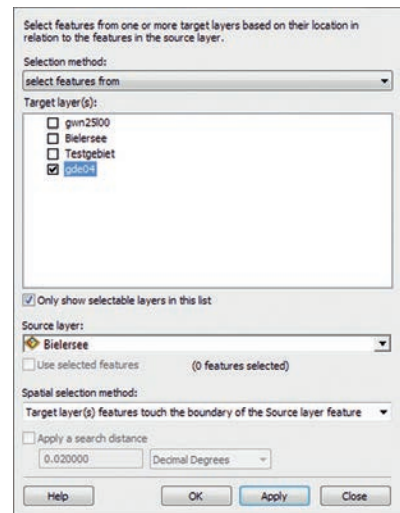 Select features from one or more target layers based on their location in
relation to the features in the source layer.
Selection method:
select features from
Target layer(s):
gwn25l00
Bielersee
Testgebiet
gde04
Only show selectable layers in this list
Source layer:
Bielersee
Use selected features (0 features selected)
Spatial selection method:
Target layer(s) features touch the boundary of the Source layer feature
Apply a search distance
0.020000 Decimal Degrees
Help OK Apply Close